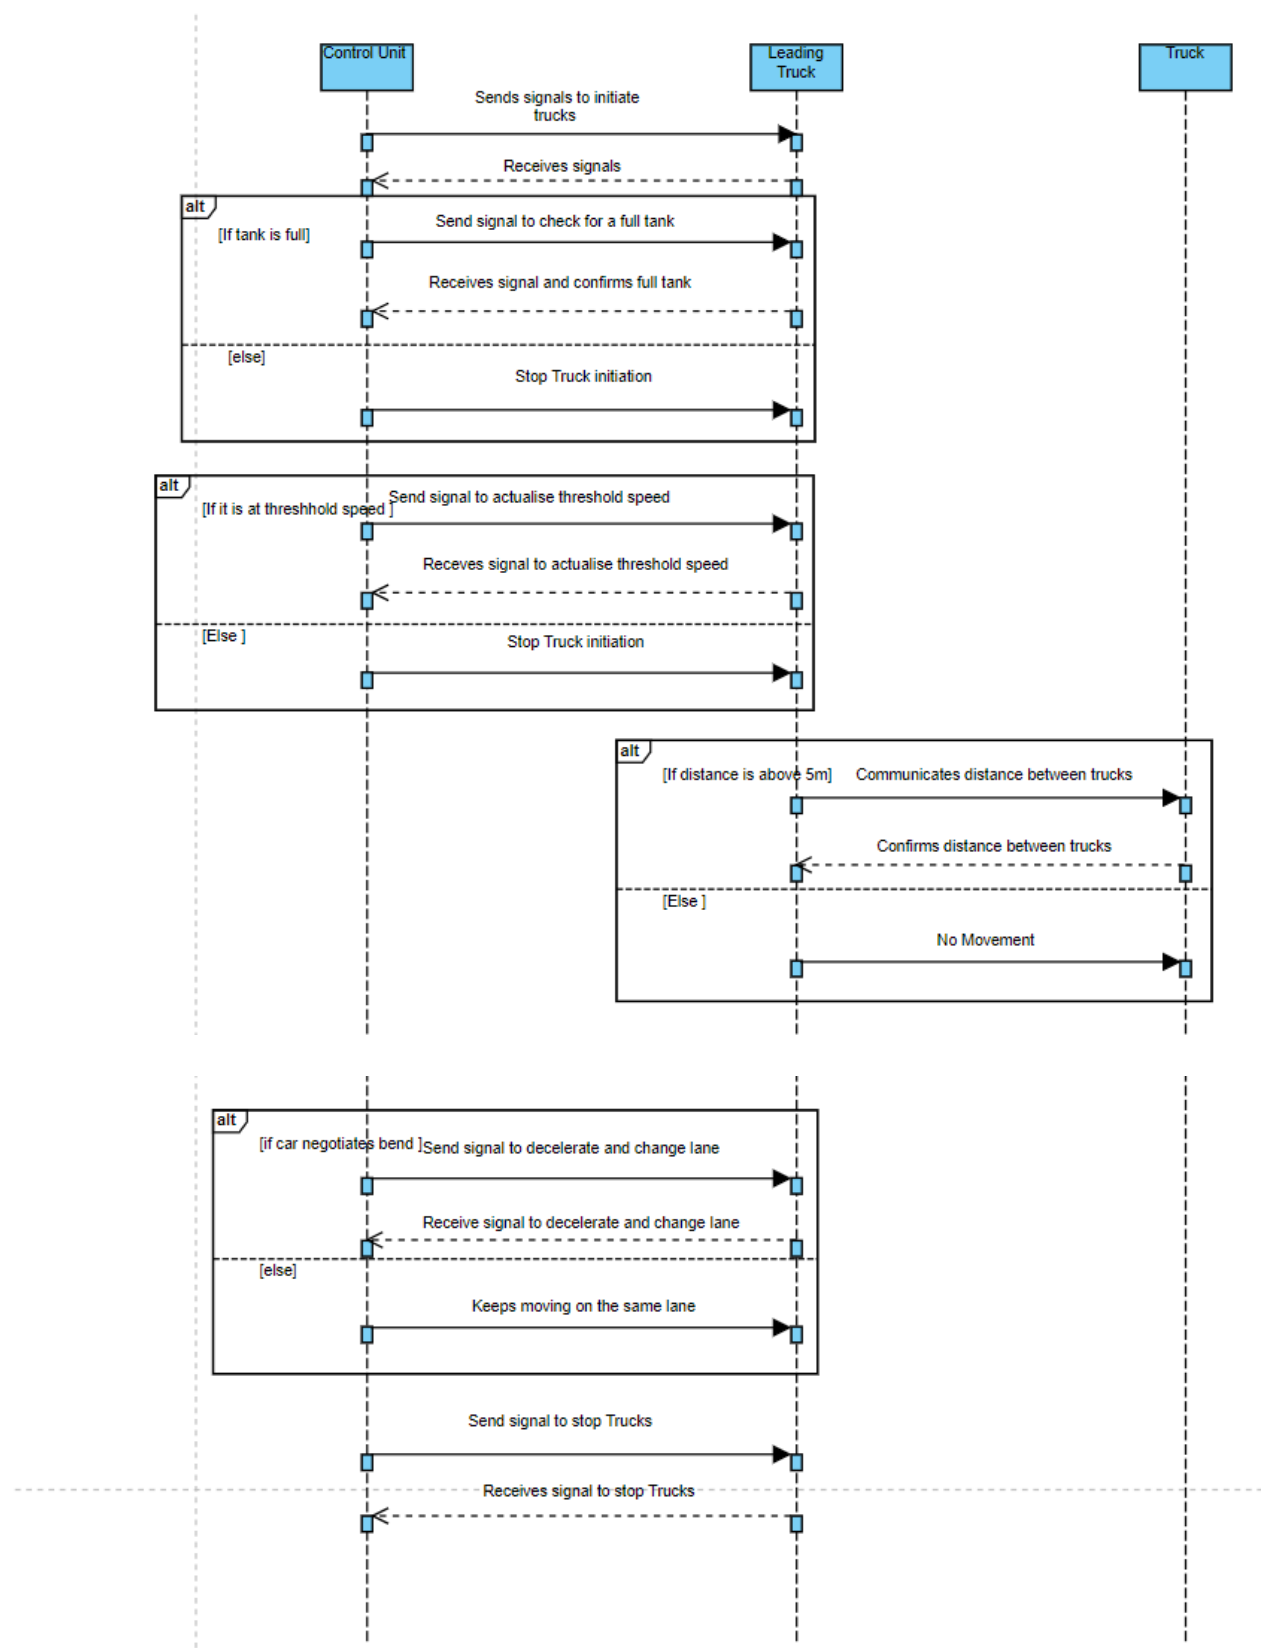 Control Unit
Leading
Truck
Truck
Sends signals to initiate
trucks
Receives signals
alt
Send signal to check for a full tank
[If tank is full]
Receives signal and confirms full tank
[else]
Stop Truck initiation
alt
Send signal to actualise threshold speed
[If it is at threshhold speed ]
Receves signal to actualise threshold speed
[Else ]
Stop Truck initiation
alt
[If distance is above 5m]
Communicates distance between trucks
Confirms distance between trucks
[Else ]
No Movement
alt
[if car negotiates bend ]
Send signal to decelerate and change lane
Receive signal to decelerate and change lane
[else]
Keeps moving on the same lane
Send signal to stop Trucks
Receives signal to stop Trucks